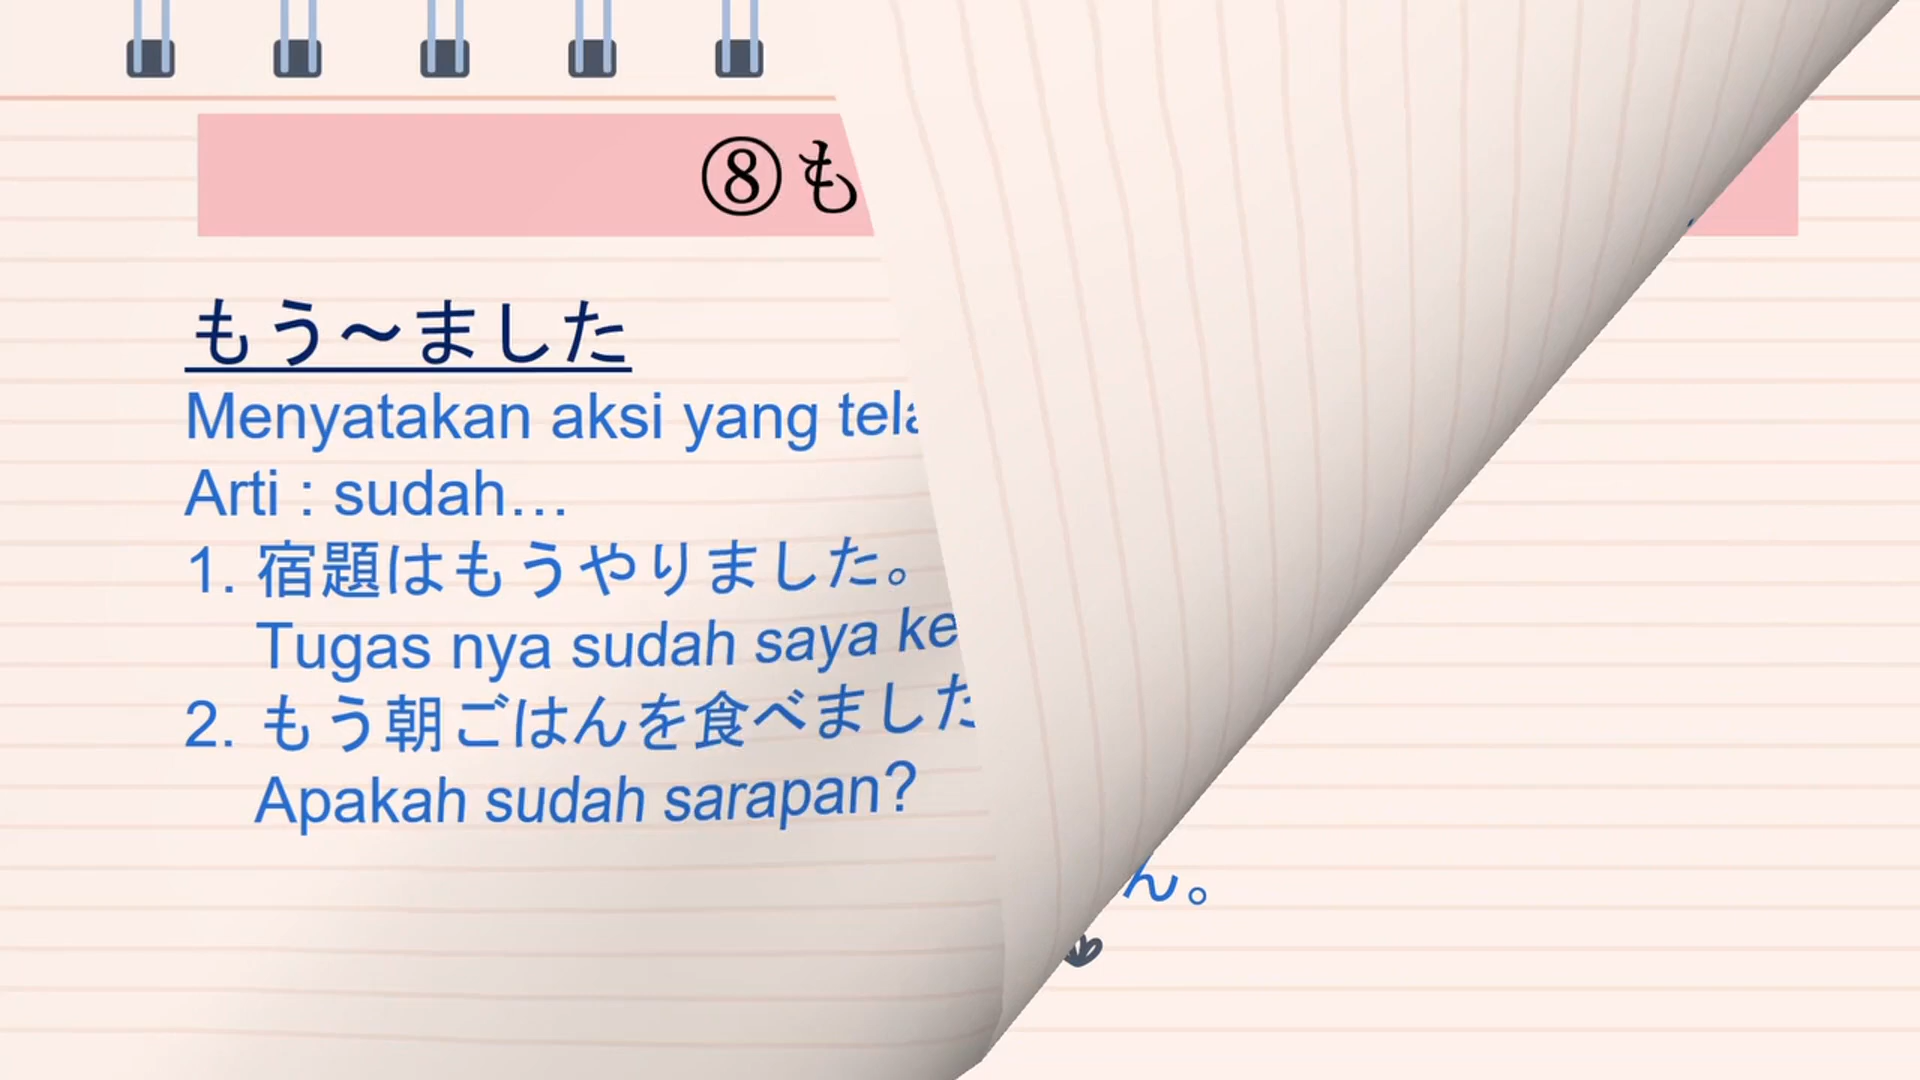 ⑧も
もう〜ました
Menyatakan aksi yang
Arti : sudah…
1. 宿題はもうやりました。
Tugas nya sudah saya
2. もう朝ごはんを食べました
Apakah sudah sarapan?
ん。